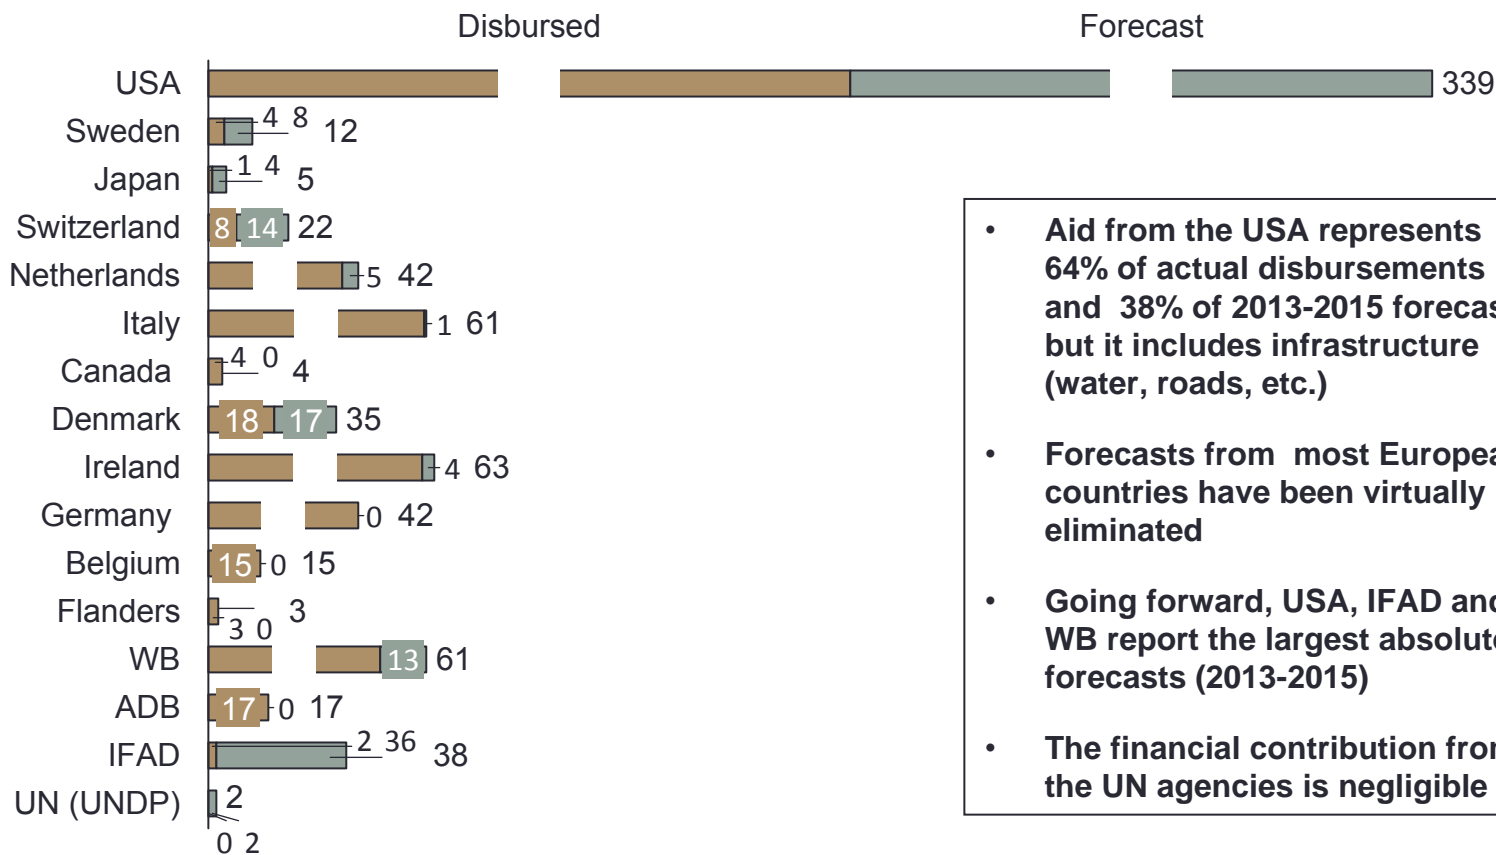 Disbursed Forecast
USA 339
Sweden 4 8 12
Japan 1 4 5
Switzerland 8 14 22
Netherlands 5 42
Italy 1 61
Canada 4 0 4
Denmark 18 17 35
Ireland 4 63
Germany 0 42
Belgium 15 0 15
Flanders 3 0 3
WB 13 61
ADB 17 0 17
IFAD 2 36 38
UN (UNDP) 2
0 2
• Aid from the USA represents
64% of actual disbursements
and 38% of 2013-2015 forecas
but it includes infrastructure
(water, roads, etc.)
• Forecasts from most Europea
countries have been virtually
eliminated
• Going forward, USA, IFAD and
WB report the largest absolute
forecasts (2013-2015)
• The financial contribution from
the UN agencies is negligible